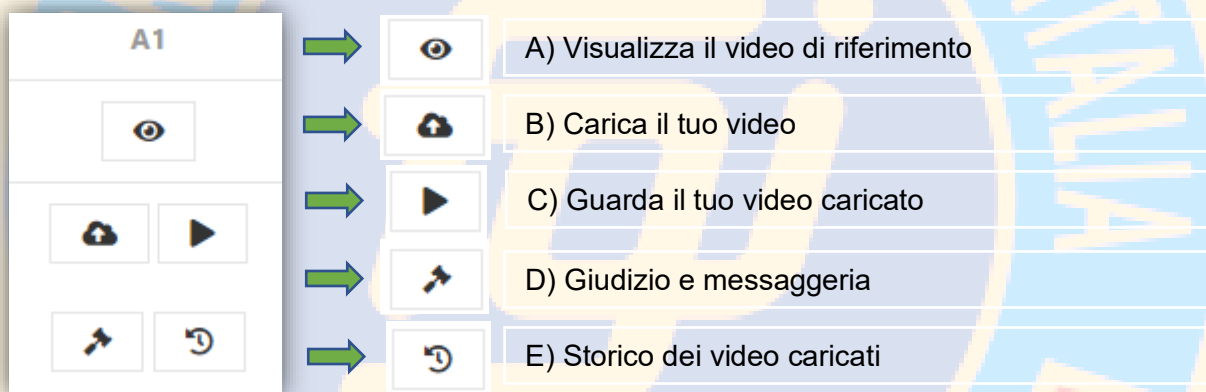 A1
A) Visualizza il video di riferimento
B) Carica il tuo video
C) Guarda il tuo video caricato
D) Giudizio e messaggeria
E) Storico dei video caricati
ITALIA